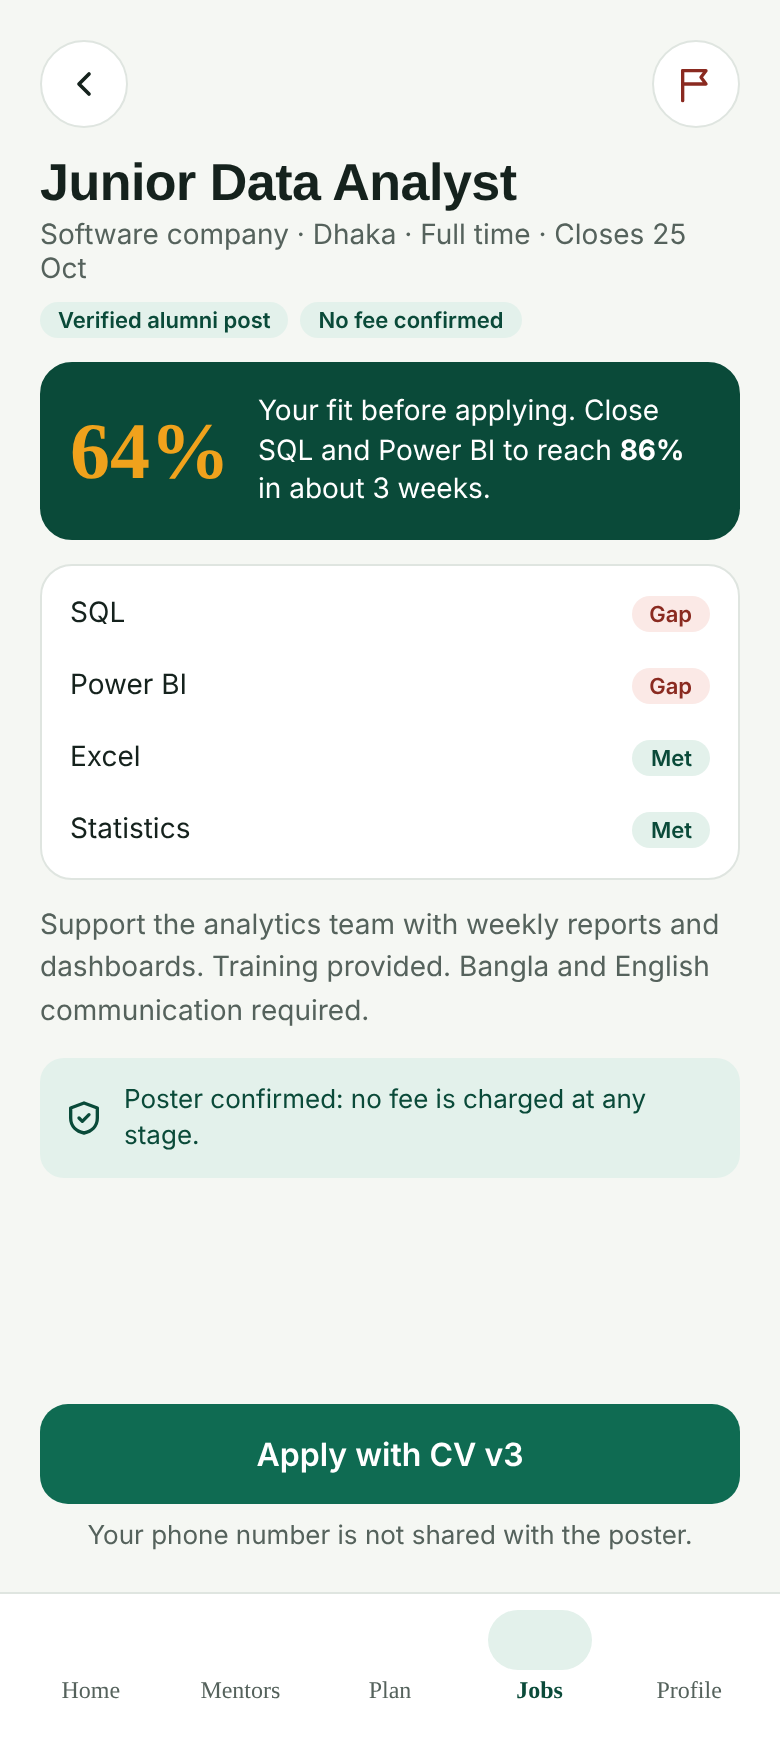 Junior Data Analyst
Software company · Dhaka · Full time · Closes 25
Oct
Verified alumni post
No fee confirmed
64%
Your fit before applying. Close
SQL and Power BI to reach 86%
in about 3 weeks.
SQL
Gap
Power BI
Gap
Excel
Met
Statistics
Met
Support the analytics team with weekly reports and
dashboards. Training provided. Bangla and English
communication required.
Poster confirmed: no fee is charged at any
stage.
Apply with CV v3
Your phone number is not shared with the poster.
Home
Mentors
Plan
Jobs
Profile